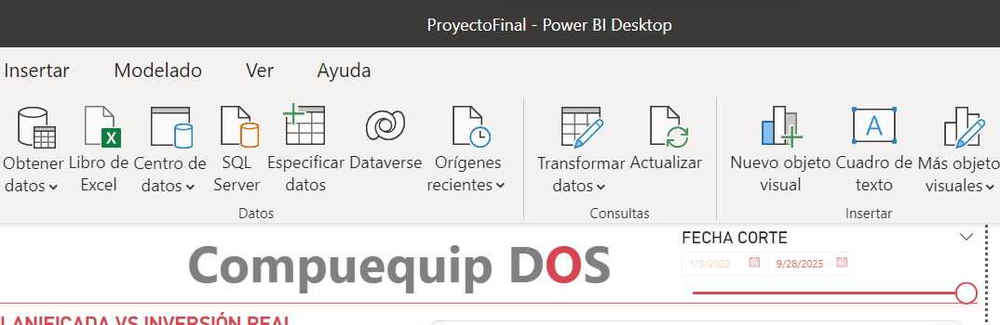 ProyectoFinal - Power BI Desktop
Insertar Modelado Ver Ayuda
Obtener datos
Libro de Excel
Centro de datos
SQL Server
Especificar datos
Dataverse
Orígenes recientes
Transformar datos
Actualizar
Nuevo objeto visual
A
Cuadro de texto
Más objeto visuales
Datos
Consultas
Insertar
Compuequip DOS
FECHA CORTE
1/3/2023 9/28/2025
LANIFICADA VS INVERSIÓN REAL